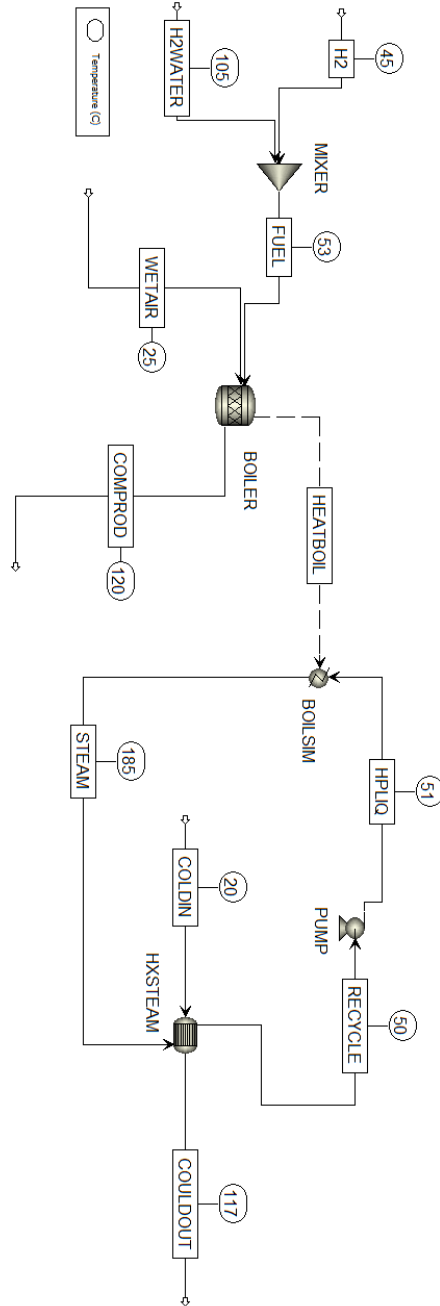 45
H2
MIXER
H2WATER
105
FUEL
53
Temperature (C)
WETAIR
25
BOILER
COMPROD
120
HEATBOIL
BOILSIM
HPLIQ
51
STEAM
185
COLDIN
20
PUMP
RECYCLE
50
HXSTEAM
COULDOUT
117